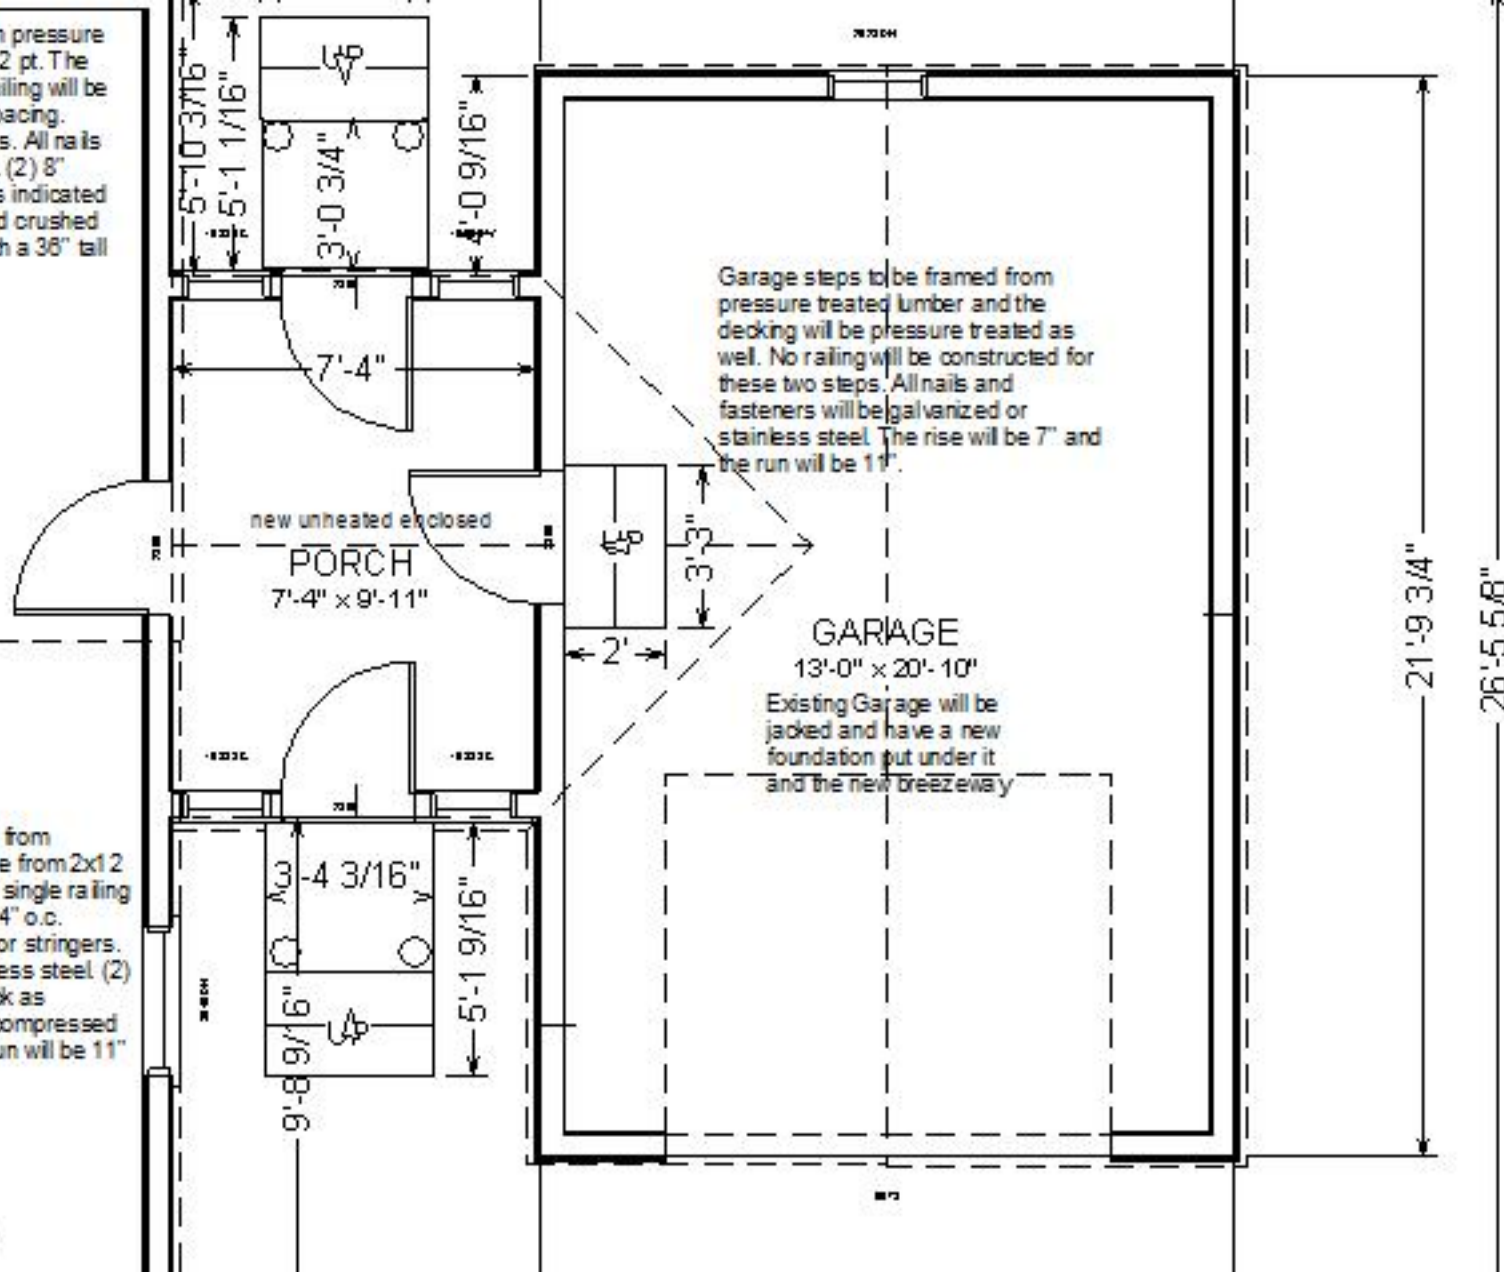 n pressure
2 pt. The
iling will be
pacing.
s. All nails
(2) 8"
s indicated
d crushed
h a 36" tall
5'-10 3/16"
5'-1 1/16"
UP
3'-0 3/4"
4'-0 9/16"
Garage steps to be framed from
pressure treated lumber and the
decking will be pressure treated as
well. No railing will be constructed for
these two steps. All nails and
fasteners will be galvanized or
stainless steel. The rise will be 7" and
the run will be 11".
7'-4"
new unheated enclosed
PORCH
7'-4" x 9'-11"
UP
3'-3"
2'
GARAGE
13'-0" x 20'-10"
Existing Garage will be
jacked and have a new
foundation put under it
and the new breezeway
21'-9 3/4"
26'-5 5/8"
from
e from 2x12
single railing
4" o.c.
or stringers.
ess steel. (2)
k as
ompressed
un will be 11"
3'-4 3/16"
5'-1 9/16"
UP
9'-8 9/16"